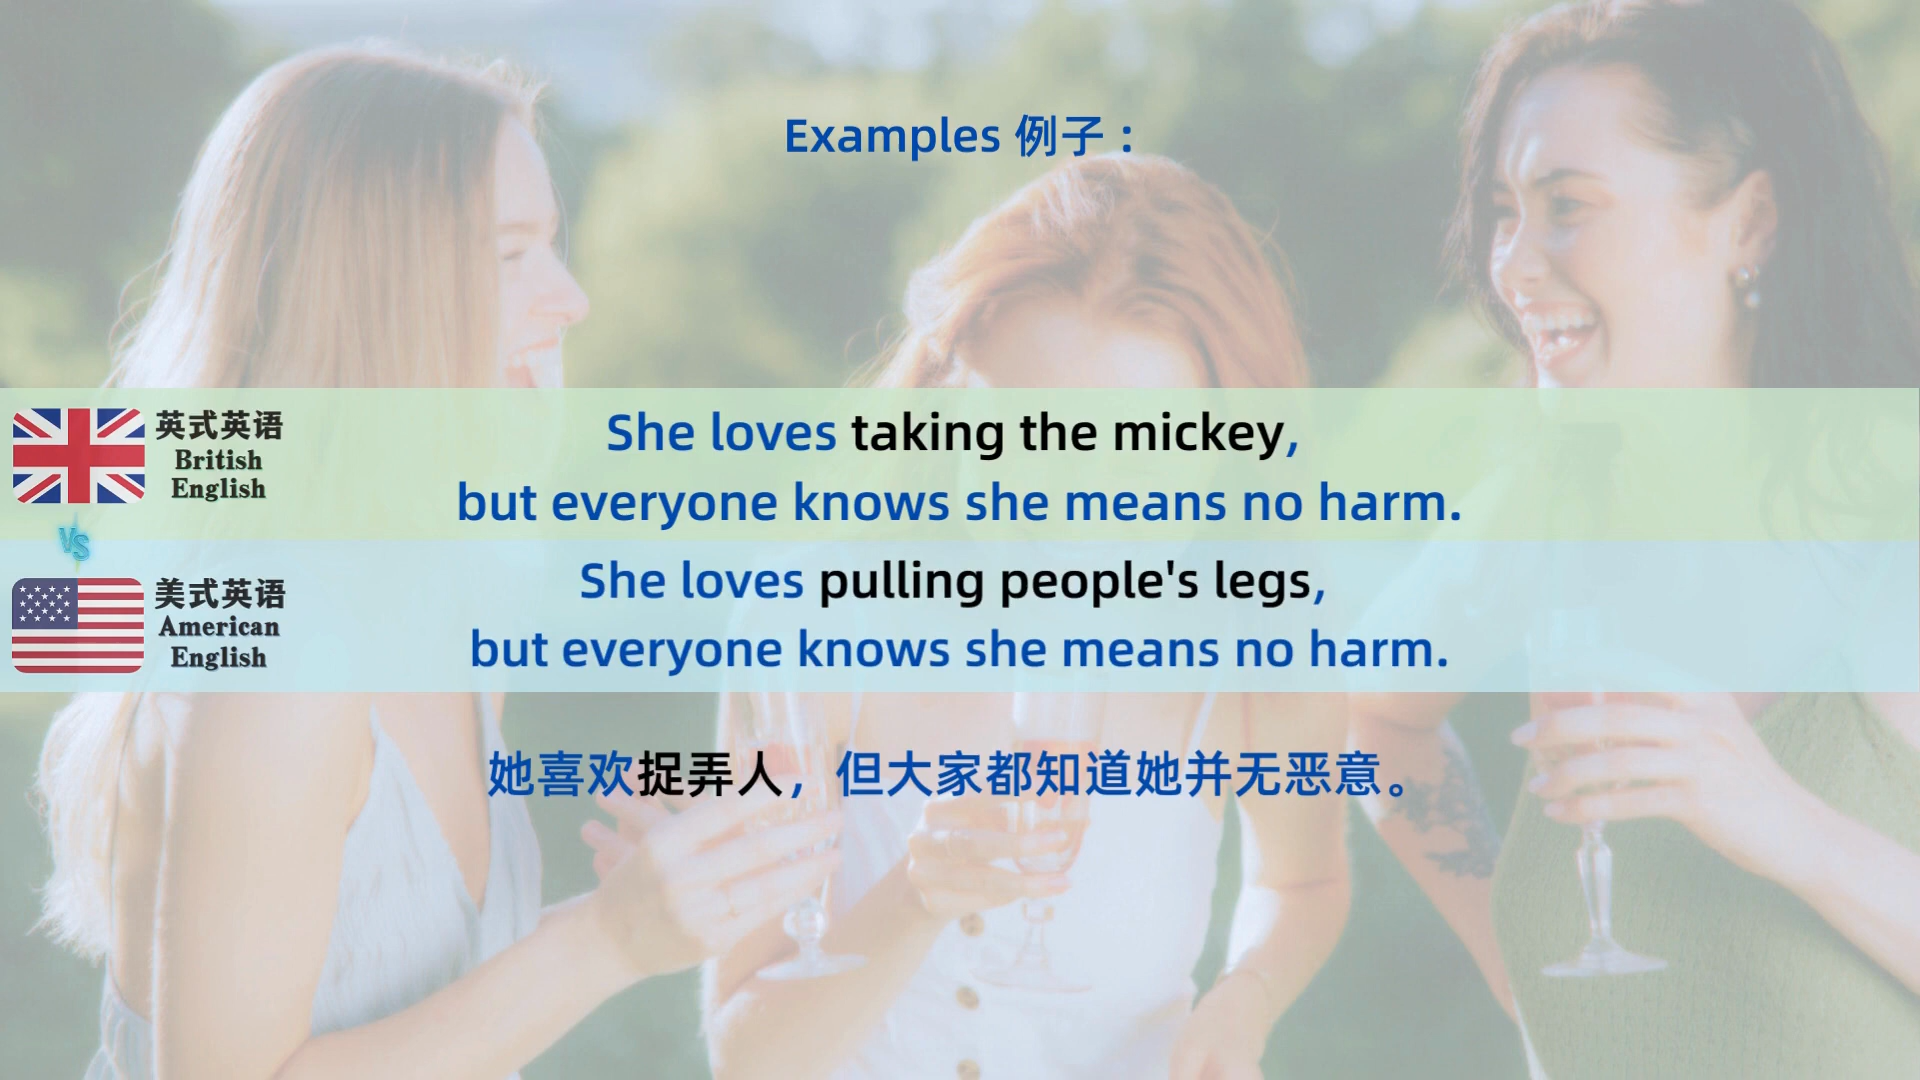 Examples 例子：
英式英语
British
English
She loves taking the mickey,
but everyone knows she means no harm.
VS
美式英语
American
English
She loves pulling people's legs,
but everyone knows she means no harm.
她喜欢捉弄人，但大家都知道她并无恶意。